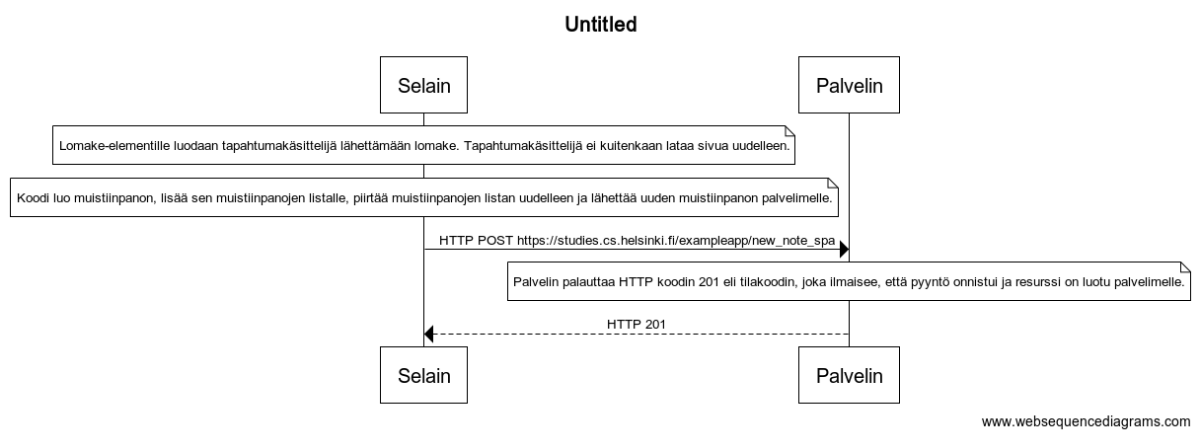 Untitled
Selain
Palvelin
Lomake-elementille luodaan tapahtumakäsittelijä lähettämään lomake. Tapahtumakäsittelijä ei kuitenkaan lataa sivua uudelleen.
Koodi luo muistiinpanon, lisää sen muistiinpanojen listalle, piirtää muistiinpanojen listan uudelleen ja lähettää uuden muistiinpanon palvelimelle.
HTTP POST https://studies.cs.helsinki.fi/exampleapp/new_note_spa
Palvelin palauttaa HTTP koodin 201 eli tilakoodin, joka ilmaisee, että pyyntö onnistui ja resurssi on luotu palvelimelle.
HTTP 201
Selain
Palvelin
www.websequencediagrams.com